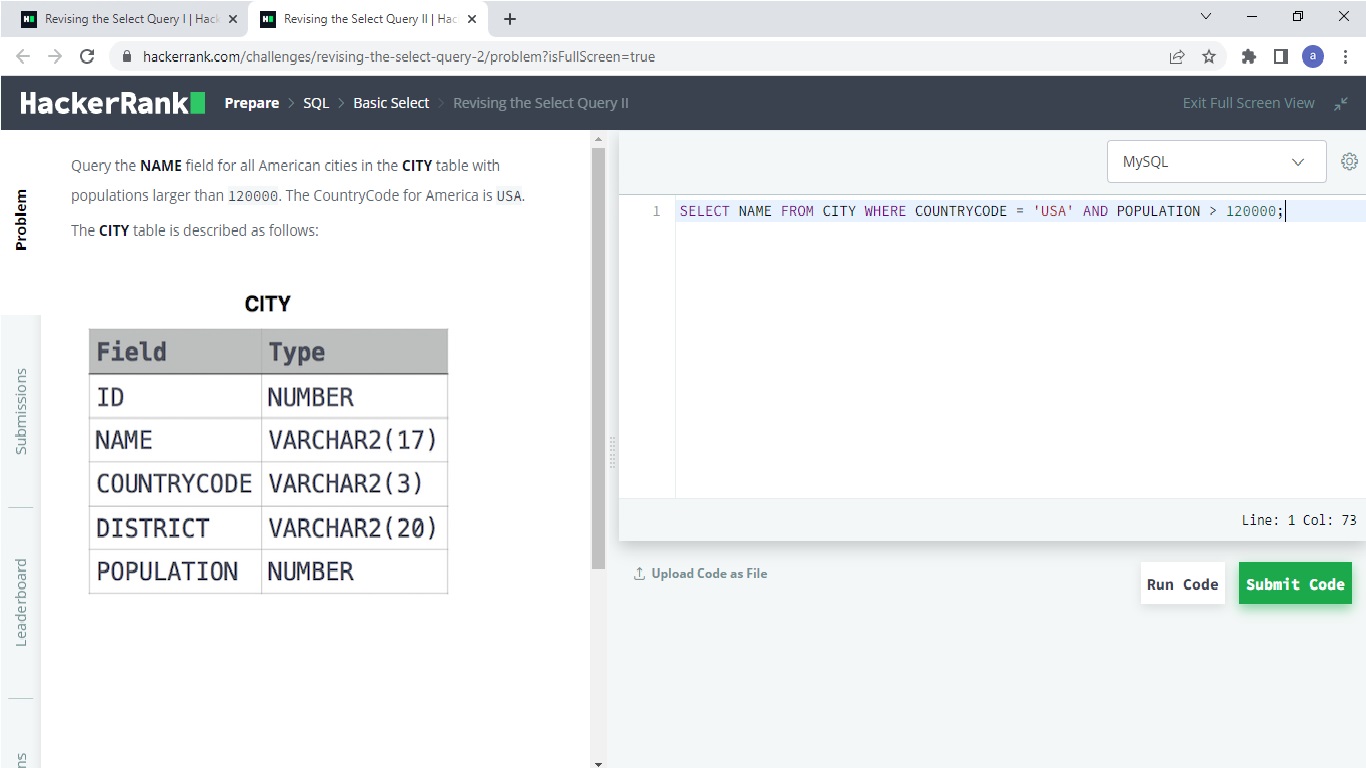 Revising the Select Query I | Hack
Revising the Select Query II | Hac
hackerrank.com/challenges/revising-the-select-query-2/problem?isFullScreen=true
a
HackerRank
Prepare > SQL > Basic Select > Revising the Select Query II
Exit Full Screen View
Problem
Submissions
Leaderboard
Query the NAME field for all American cities in the CITY table with
populations larger than 120000. The CountryCode for America is USA.
The CITY table is described as follows:
CITY
Field Type
ID NUMBER
NAME VARCHAR2(17)
COUNTRYCODE VARCHAR2(3)
DISTRICT VARCHAR2(20)
POPULATION NUMBER
MySQL
1 SELECT NAME FROM CITY WHERE COUNTRYCODE = 'USA' AND POPULATION > 120000;
Line: 1 Col: 73
Upload Code as File
Run Code
Submit Code